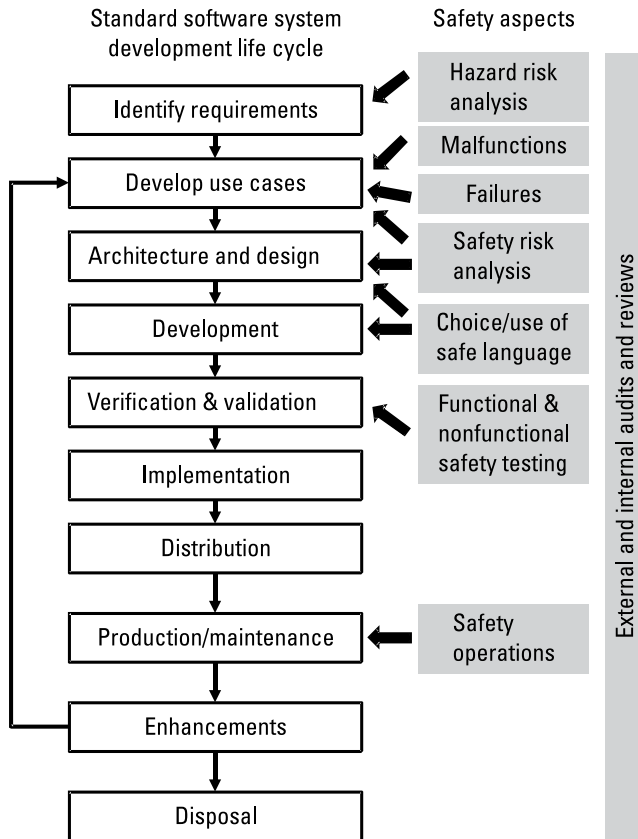 Standard software system
development life cycle
Safety aspects
Identify requirements
Hazard risk
analysis
Develop use cases
Malfunctions
Failures
Architecture and design
Safety risk
analysis
Development
Choice/use of
safe language
Verification & validation
Functional &
nonfunctional
safety testing
Implementation
Distribution
Production/maintenance
Safety
operations
Enhancements
Disposal
External and internal audits and reviews